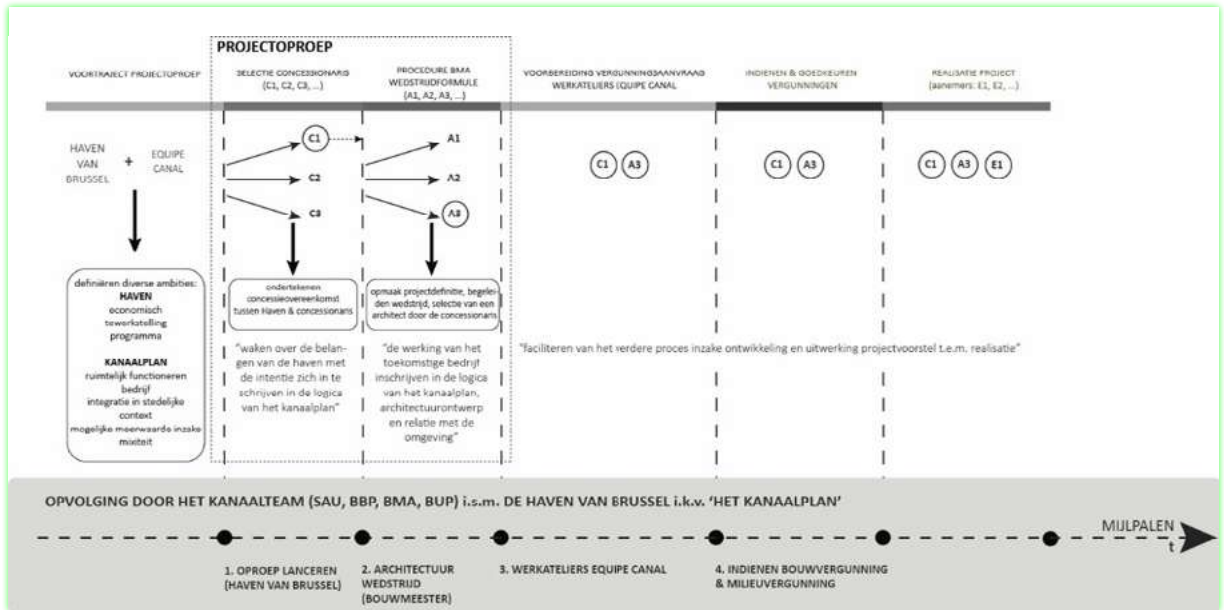 PROJECTOPROEP
VOORTRAJECT PROJECTOPROEP
SELECTIE CONCESSIONARIS
(C1, C2, C3, ...)
PROCEDURE BMA
WEDSTRIJDFORMULE
(A1, A2, A3, ...)
VOORBEREIDING VERGUNNINGSAANVRAAG
WERKATELIERS EQUIPE CANAL
INDIENEN & GOEDKEUREN
VERGUNNINGEN
REALISATIE PROJECT
(aanemers: E1, E2, ...)
HAVEN
VAN
BRUSSEL
+
EQUIPE
CANAL
C1
C2
C3
A1
A2
A3
C1 A3
C1 A3
C1 A3 E1
definiëren diverse ambities:
HAVEN
economisch
tewerkstelling
programma
KANAALPLAN
ruimtelijk functioneren
bedrijf
integratie in stedelijke
context
mogelijke meerwaarde inzake
mixiteit
ondertekenen
concessieovereenkomst
tussen Haven & concessionaris
opmaak projectdefinitie, begelei-
den wedstrijd, selectie van een
architect door de concessionaris
"waken over de belan-
gen van de haven met
de intentie zich in te
schrijven in de logica
van het kanaalplan"
"de werking van het
toekomstige bedrijf
inschrijven in de logica
van het kanaalplan,
architectuurontwerp
en relatie met de
omgeving"
"faciliteren van het verdere proces inzake ontwikkeling en uitwerking projectvoorstel t.e.m. realisatie"
OPVOLGING DOOR HET KANAALTEAM (SAU, BBP, BMA, BUP) i.s.m. DE HAVEN VAN BRUSSEL i.k.v. 'HET KANAALPLAN'
MIJLPALEN
t
1. OPROEP LANCEREN
(HAVEN VAN BRUSSEL)
2. ARCHITECTUUR
WEDSTRIJD
(BOUWMEESTER)
3. WERKATELIERS EQUIPE CANAL
4. INDIENEN BOUWVERGUNNING
& MILIEUVERGUNNING